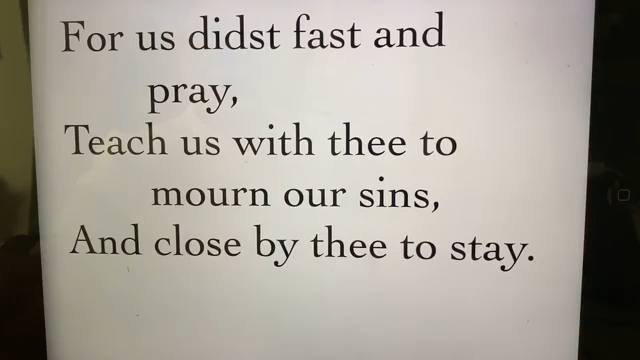 For us didst fast and
pray,
Teach us with thee to
mourn our sins,
And close by thee to stay.